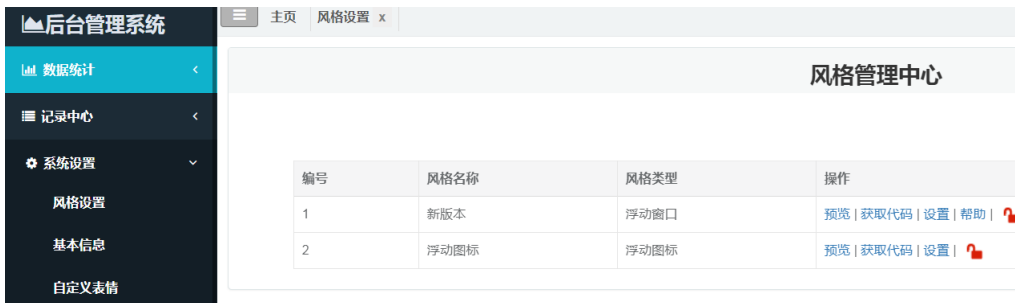 后台管理系统
主页 风格设置 x
数据统计
风格管理中心
记录中心
系统设置
风格设置
基本信息
自定义表情
编号 风格名称 风格类型 操作
1 新版本 浮动窗口 预览 | 获取代码 | 设置 | 帮助 |
2 浮动图标 浮动图标 预览 | 获取代码 | 设置 |